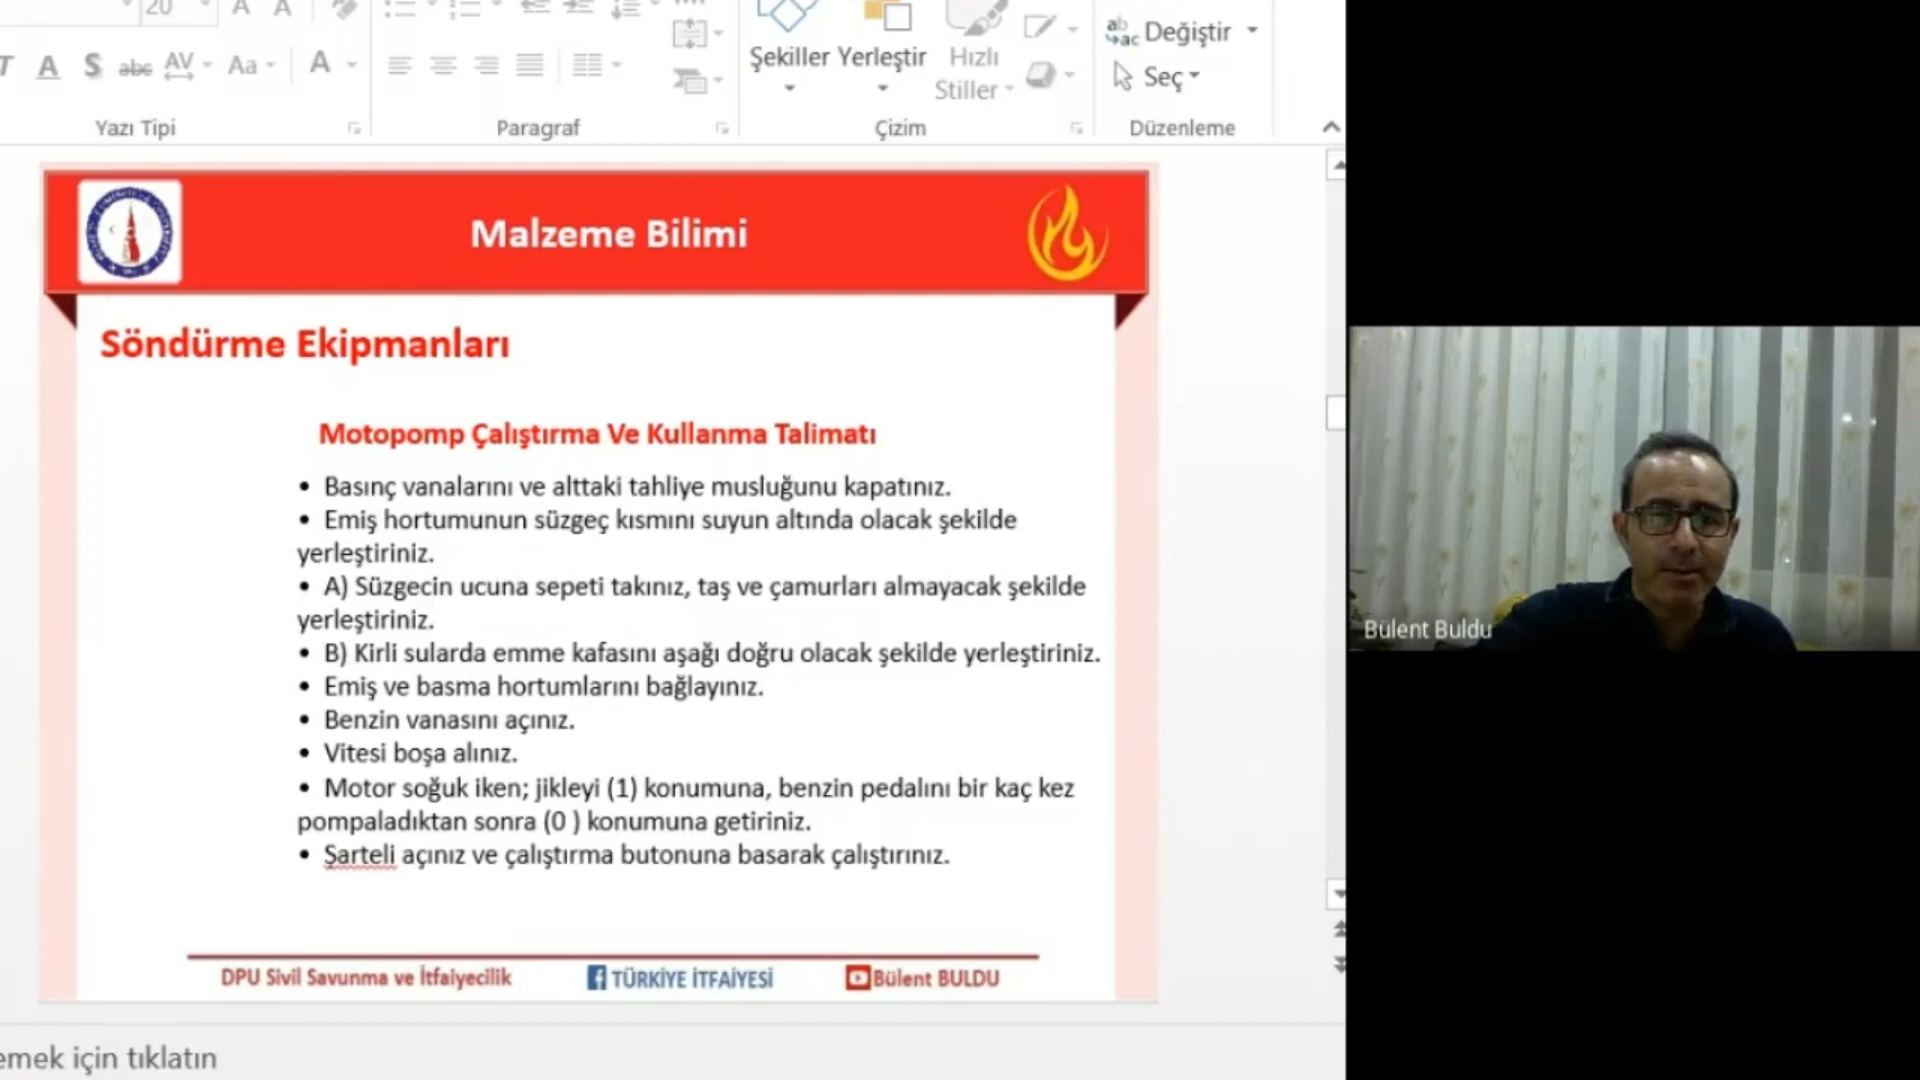 20
Aa
Yazı Tipi
Paragraf
Şekiller
Yerleştir
Hızlı
Stiller
Çizim
Değiştir
Seç
Düzenleme
Malzeme Bilimi
Söndürme Ekipmanları
Motopomp Çalıştırma Ve Kullanma Talimatı
• Basınç vanalarını ve alttaki tahliye musluğunu kapatınız.
• Emiş hortumunun süzgeç kısmını suyun altında olacak şekilde
yerleştiriniz.
• A) Süzgecin ucuna sepeti takınız, taş ve çamurları almayacak şekilde
yerleştiriniz.
• B) Kirli sularda emme kafasını aşağı doğru olacak şekilde yerleştiriniz.
• Emiş ve basma hortumlarını bağlayınız.
• Benzin vanasını açınız.
• Vitesi boşa alınız.
• Motor soğuk iken; jikleyi (1) konumuna, benzin pedalını bir kaç kez
pompaladıktan sonra (0 ) konumuna getiriniz.
• Şarteli açınız ve çalıştırma butonuna basarak çalıştırınız.
DPU Sivil Savunma ve İtfaiyecilik
TÜRKİYE İTFAİYESİ
Bülent BULDU
emek için tıklatın
Bülent Buldu